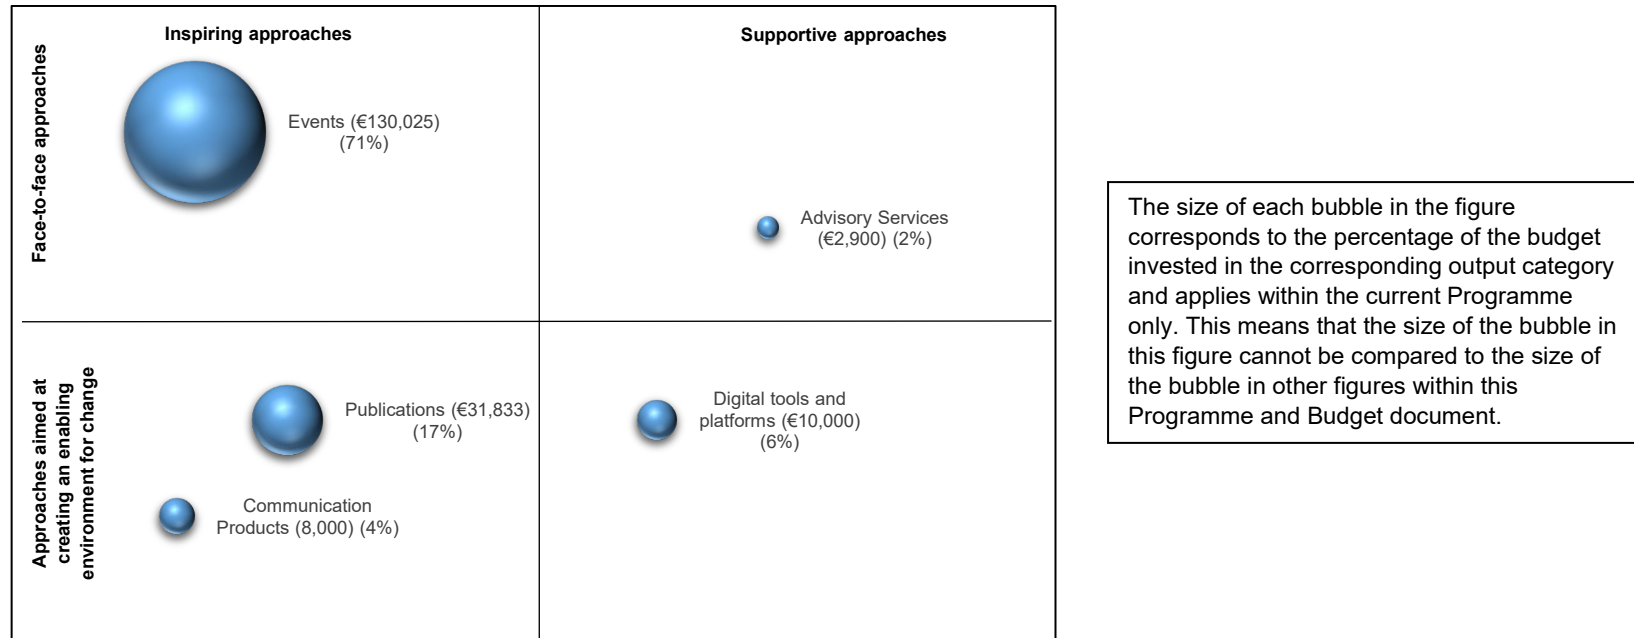 Inspiring approaches
Supportive approaches
Face-to-face approaches
Events (€130,025)
(71%)
Advisory Services
(€2,900) (2%)
Approaches aimed at
creating an enabling
environment for change
Publications (€31,833)
(17%)
Communication
Products (8,000) (4%)
Digital tools and
platforms (€10,000)
(6%)
The size of each bubble in the figure
corresponds to the percentage of the budget
invested in the corresponding output category
and applies within the current Programme
only. This means that the size of the bubble in
this figure cannot be compared to the size of
the bubble in other figures within this
Programme and Budget document.